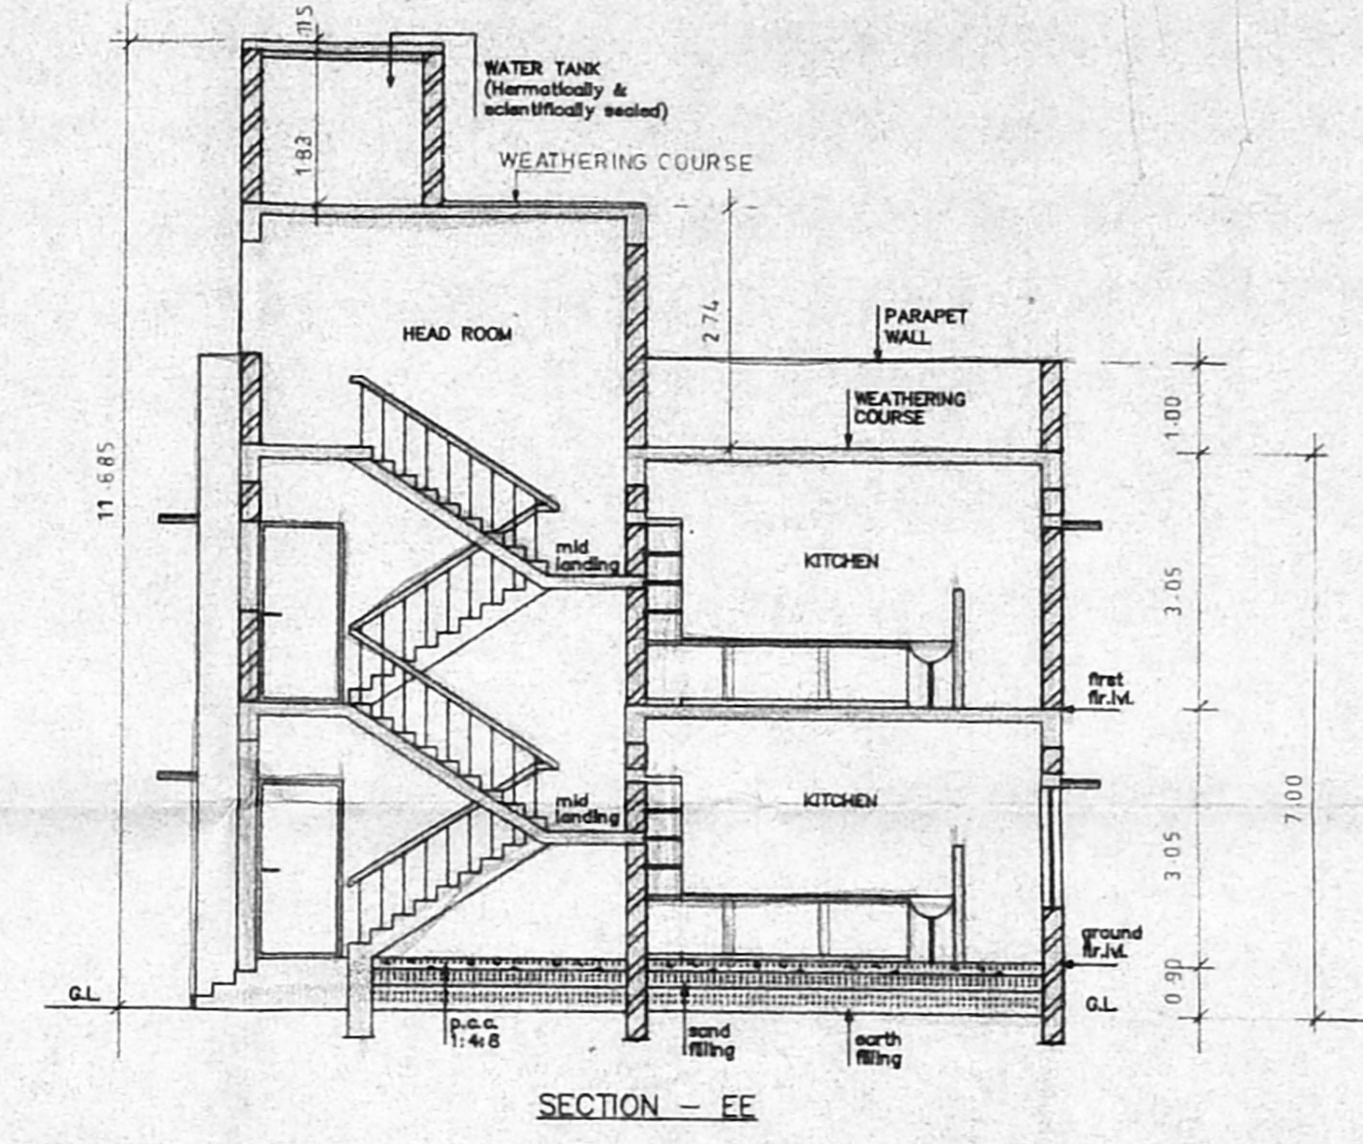 .115
WATER TANK
(Hermatically &
scientifically sealed)
1.83
WEATHERING COURSE
2.74
PARAPET
WALL
HEAD ROOM
WEATHERING
COURSE
1.00
11.685
mid
landing
KITCHEN
3.05
first
flr.lvl.
mid
landing
KITCHEN
7.00
3.05
ground
flr.lvl.
0.90
G.L
G.L
p.c.c.
1:4:8
sand
filling
earth
filling
SECTION - EE